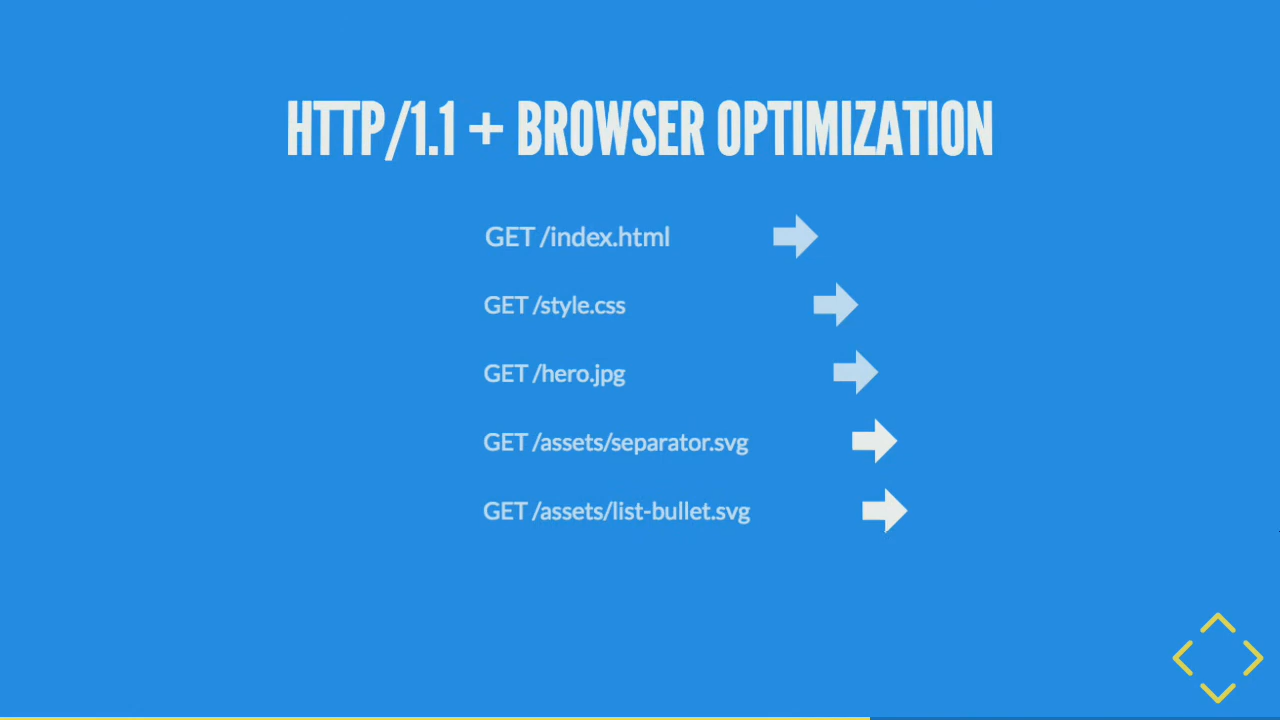 HTTP/1.1 + BROWSER OPTIMIZATION
GET /index.html
GET /style.css
GET /hero.jpg
GET /assets/separator.svg
GET /assets/list-bullet.svg